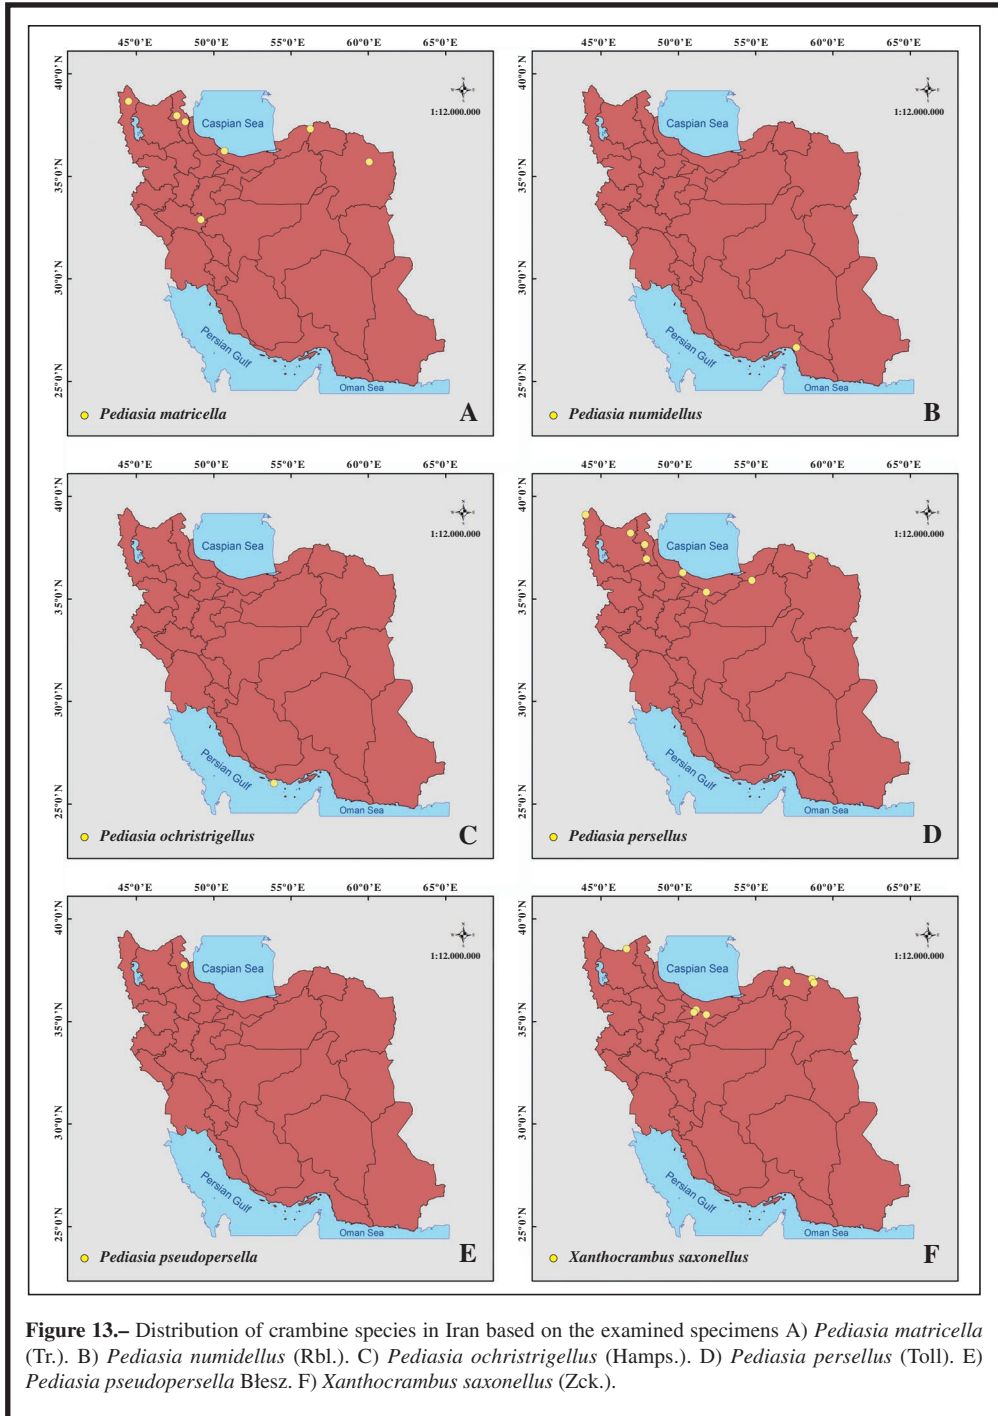 45°0'E 50°0'E 55°0'E 60°0'E 65°0'E
40°0'N
35°0'N
30°0'N
25°0'N
N
W E
S
1:12.000.000
Caspian Sea
Persian Gulf
Oman Sea
Pediasia matricella
A
45°0'E 50°0'E 55°0'E 60°0'E 65°0'E
40°0'N
35°0'N
30°0'N
25°0'N
N
W E
S
1:12.000.000
Caspian Sea
Persian Gulf
Oman Sea
Pediasia numidellus
B
45°0'E 50°0'E 55°0'E 60°0'E 65°0'E
40°0'N
35°0'N
30°0'N
25°0'N
N
W E
S
1:12.000.000
Caspian Sea
Persian Gulf
Oman Sea
Pediasia ochristrigellus
C
45°0'E 50°0'E 55°0'E 60°0'E 65°0'E
40°0'N
35°0'N
30°0'N
25°0'N
N
W E
S
1:12.000.000
Caspian Sea
Persian Gulf
Oman Sea
Pediasia persellus
D
45°0'E 50°0'E 55°0'E 60°0'E 65°0'E
40°0'N
35°0'N
30°0'N
25°0'N
N
W E
S
1:12.000.000
Caspian Sea
Persian Gulf
Oman Sea
Pediasia pseudopersella
E
45°0'E 50°0'E 55°0'E 60°0'E 65°0'E
40°0'N
35°0'N
30°0'N
25°0'N
N
W E
S
1:12.000.000
Caspian Sea
Persian Gulf
Oman Sea
Xanthocrambus saxonellus
F
Figure 13.– Distribution of crambine species in Iran based on the examined specimens A) Pediasia matricella
(Tr.). B) Pediasia numidellus (Rbl.). C) Pediasia ochristrigellus (Hamps.). D) Pediasia persellus (Toll). E)
Pediasia pseudopersella Błesz. F) Xanthocrambus saxonellus (Zck.).